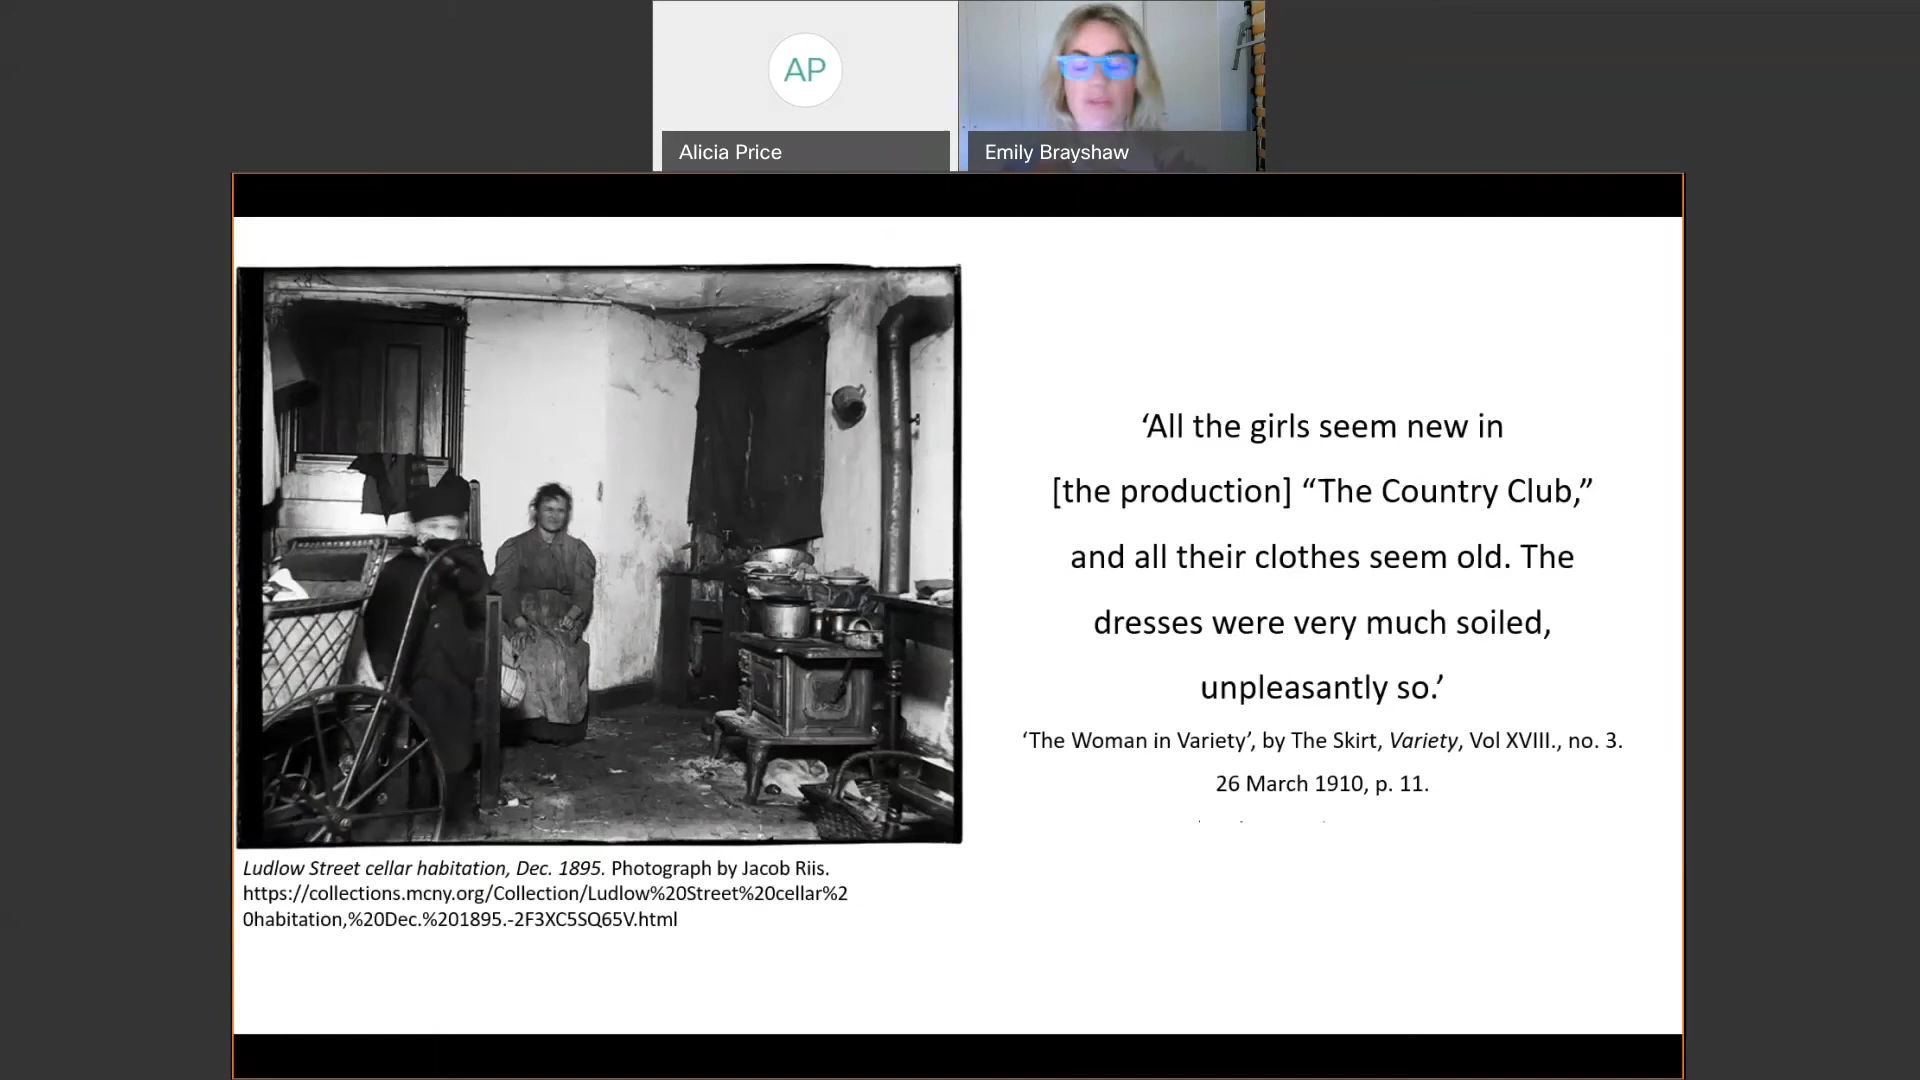 AP
Alicia Price
Emily Brayshaw
‘All the girls seem new in
[the production] “The Country Club,”
and all their clothes seem old. The
dresses were very much soiled,
unpleasantly so.’
‘The Woman in Variety’, by The Skirt, Variety, Vol XVIII., no. 3.
26 March 1910, p. 11.
Ludlow Street cellar habitation, Dec. 1895. Photograph by Jacob Riis.
https://collections.mcny.org/Collection/Ludlow%20Street%20cellar%2
0habitation,%20Dec.%201895.-2F3XC5SQ65V.html